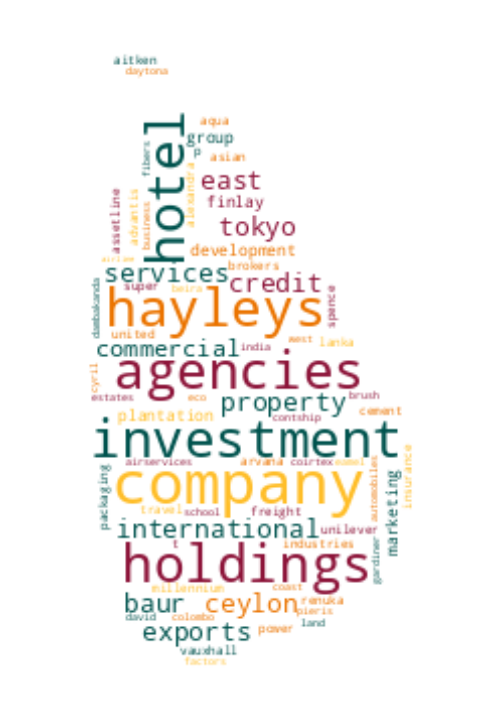 aitken
daytona
aqua
hotel
group
fibers
p
asian
alexandra
east
assetline
advantis
business
finlay
tokyo
development
airline
brokers
services
credit
dambakanda
super
beira
spence
hayleys
united
west
lanka
commercial
india
agencies
cyril
estates
eco
property
brush
plantation
contship
cement
investment
airservices
arvana
coirtex
eamel
insurance
automobiles
packaging
company
marketing
travel
school
freight
international
unilever
t
industries
gardiner
holdings
millennium
coast
baur
ceylon
renuka
pieris
david
colombo
land
exports
power
vauxhall
factors